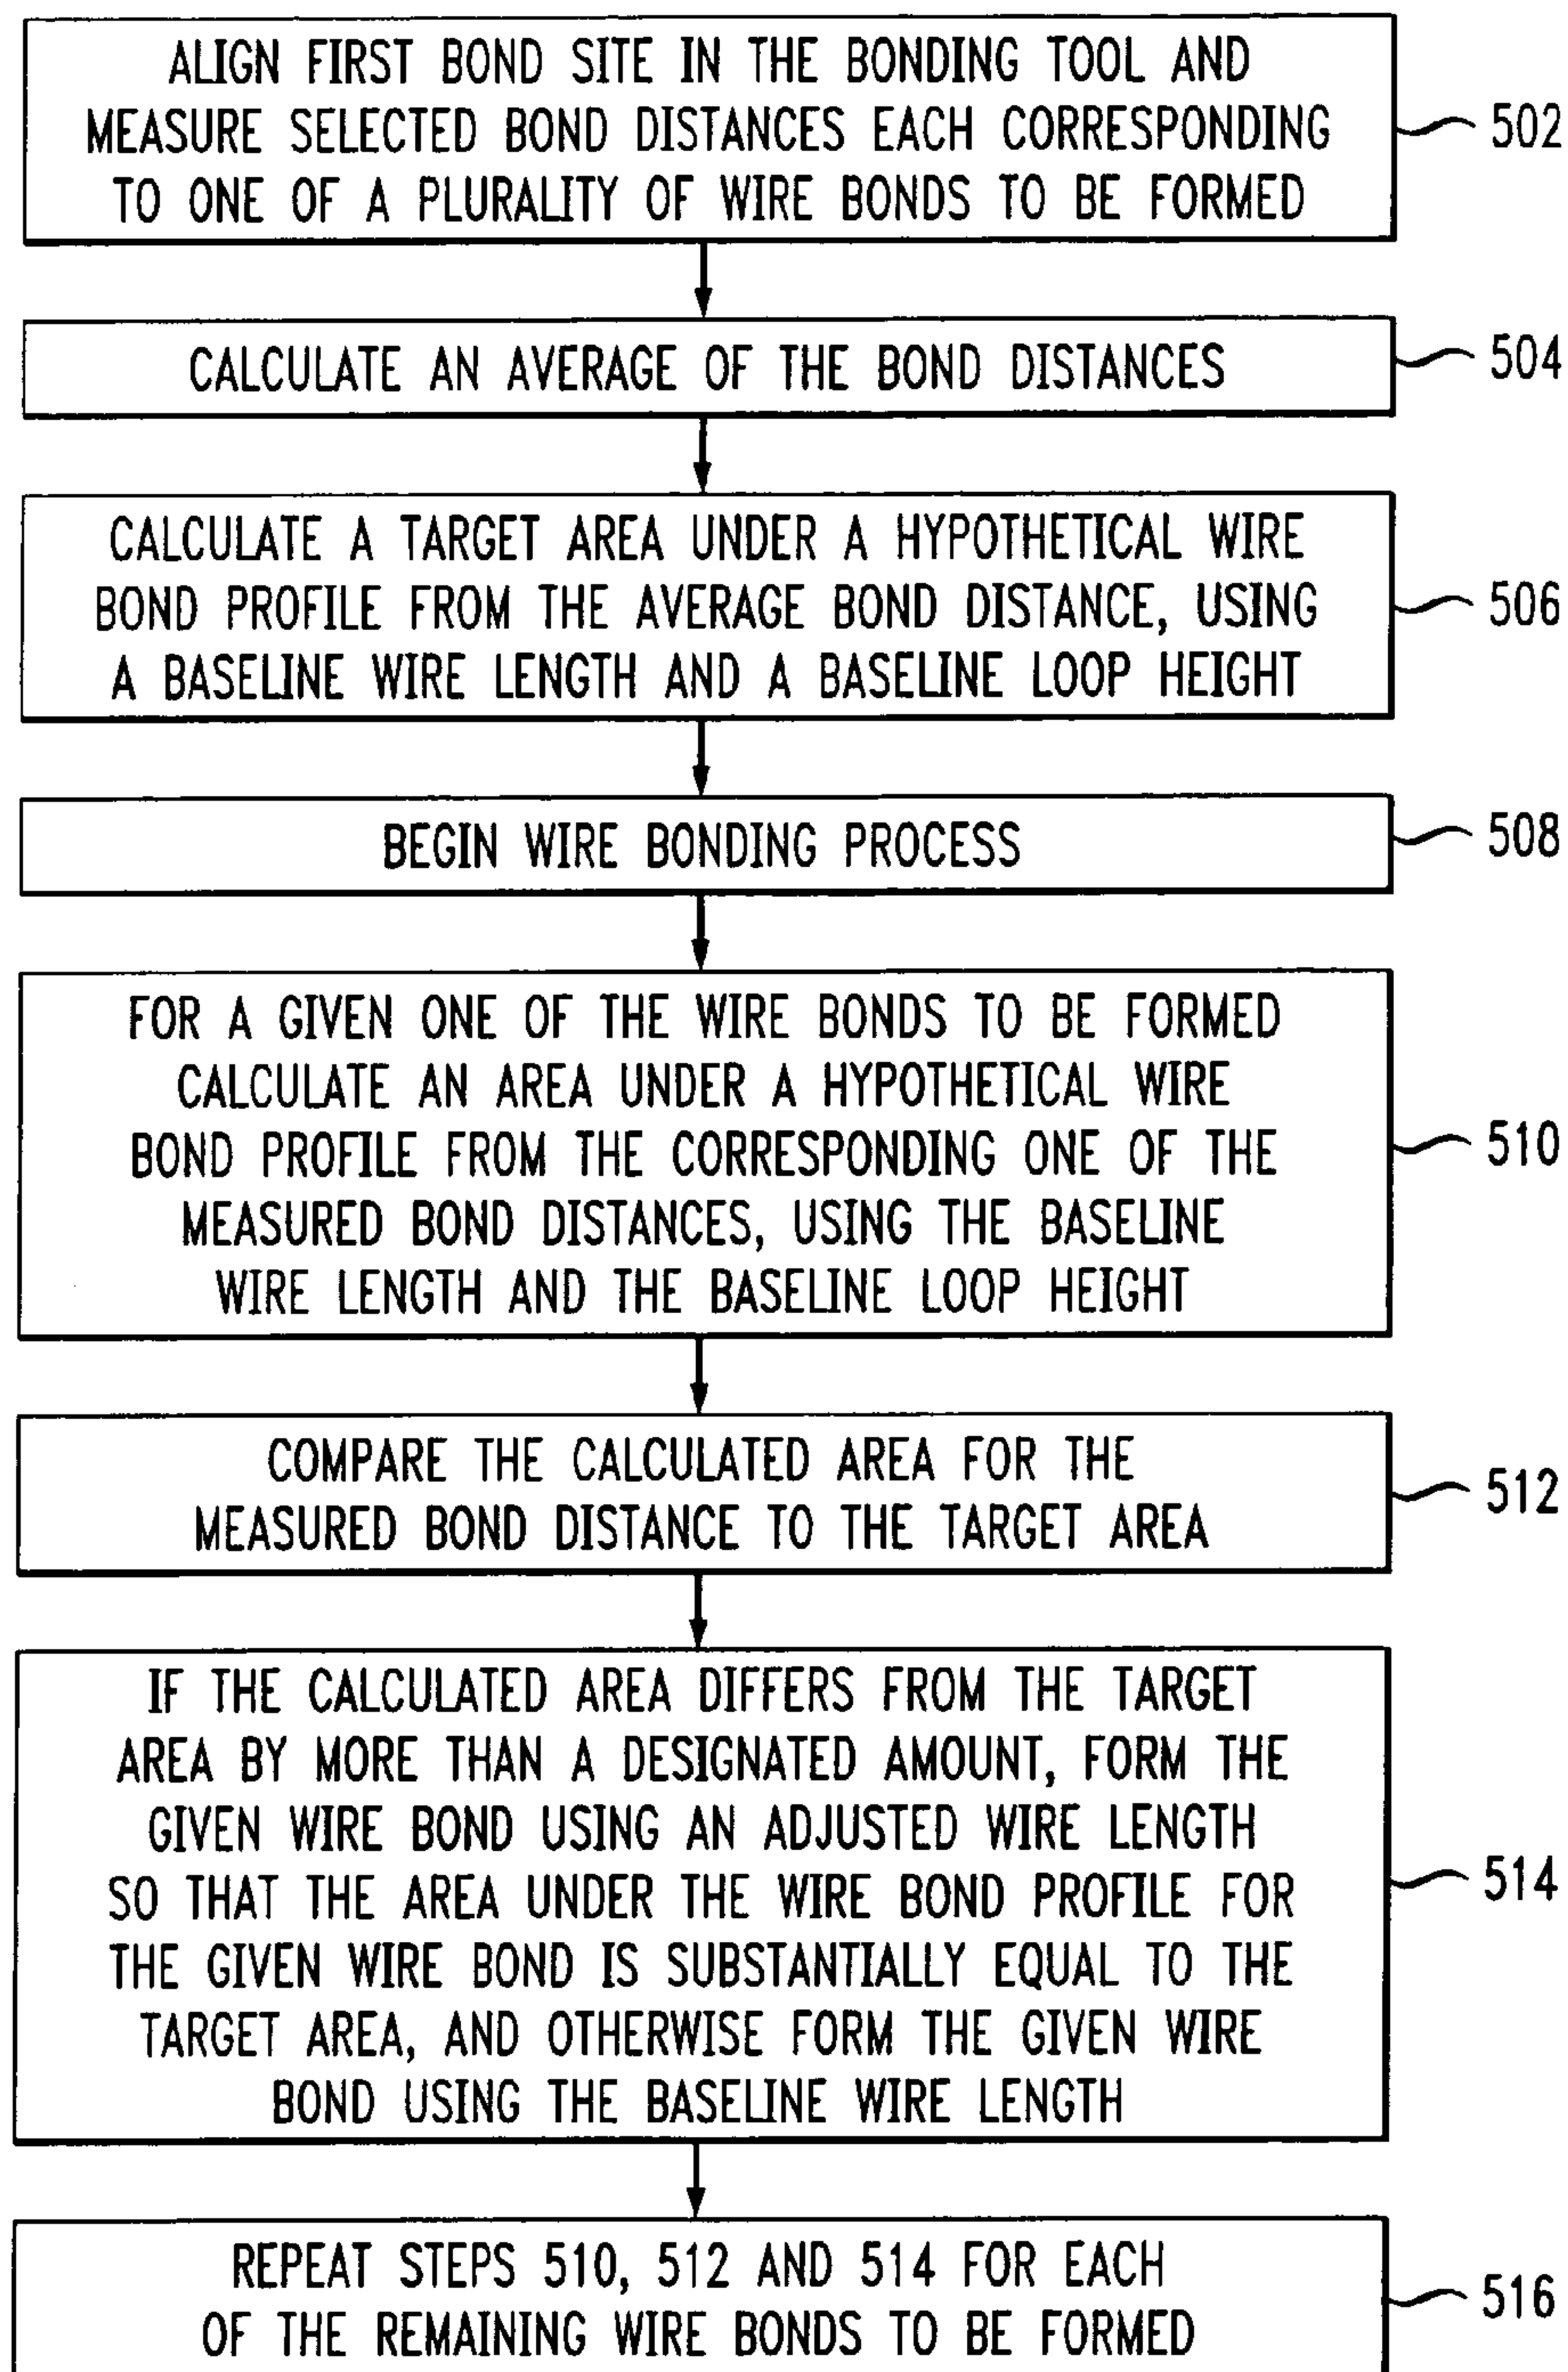 ALIGN FIRST BOND SITE IN THE BONDING TOOL AND
MEASURE SELECTED BOND DISTANCES EACH CORRESPONDING
TO ONE OF A PLURALITY OF WIRE BONDS TO BE FORMED
502
CALCULATE AN AVERAGE OF THE BOND DISTANCES
504
CALCULATE A TARGET AREA UNDER A HYPOTHETICAL WIRE
BOND PROFILE FROM THE AVERAGE BOND DISTANCE, USING
A BASELINE WIRE LENGTH AND A BASELINE LOOP HEIGHT
506
BEGIN WIRE BONDING PROCESS
508
FOR A GIVEN ONE OF THE WIRE BONDS TO BE FORMED
CALCULATE AN AREA UNDER A HYPOTHETICAL WIRE
BOND PROFILE FROM THE CORRESPONDING ONE OF THE
MEASURED BOND DISTANCES, USING THE BASELINE
WIRE LENGTH AND THE BASELINE LOOP HEIGHT
510
COMPARE THE CALCULATED AREA FOR THE
MEASURED BOND DISTANCE TO THE TARGET AREA
512
IF THE CALCULATED AREA DIFFERS FROM THE TARGET
AREA BY MORE THAN A DESIGNATED AMOUNT, FORM THE
GIVEN WIRE BOND USING AN ADJUSTED WIRE LENGTH
SO THAT THE AREA UNDER THE WIRE BOND PROFILE FOR
THE GIVEN WIRE BOND IS SUBSTANTIALLY EQUAL TO THE
TARGET AREA, AND OTHERWISE FORM THE GIVEN WIRE
BOND USING THE BASELINE WIRE LENGTH
514
REPEAT STEPS 510, 512 AND 514 FOR EACH
OF THE REMAINING WIRE BONDS TO BE FORMED
516